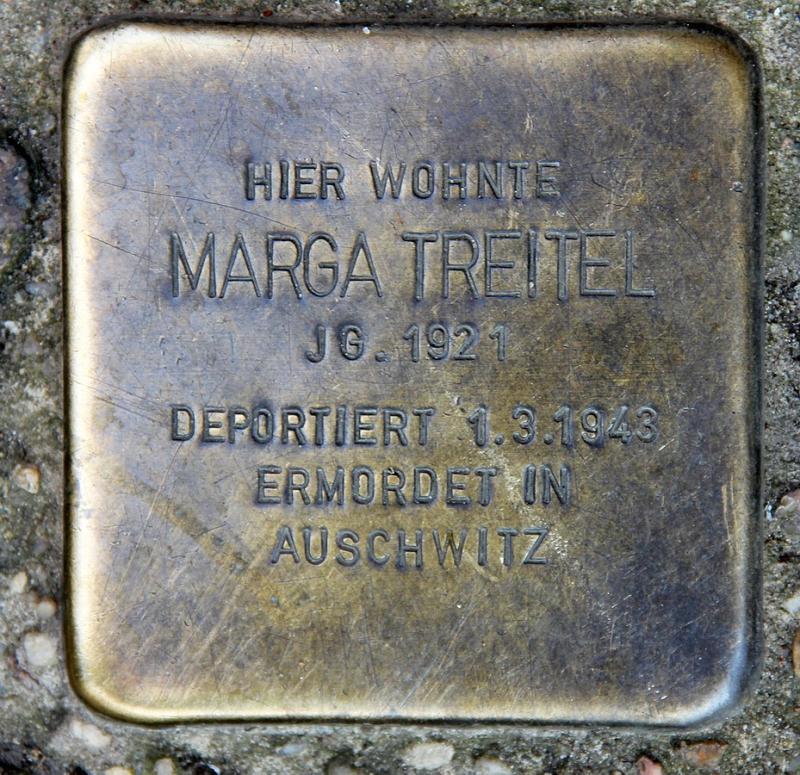 HIER WOHNTE
MARGA TREITEL
JG. 1921
DEPORTIERT 1.3.1943
ERMORDET IN
AUSCHWITZ